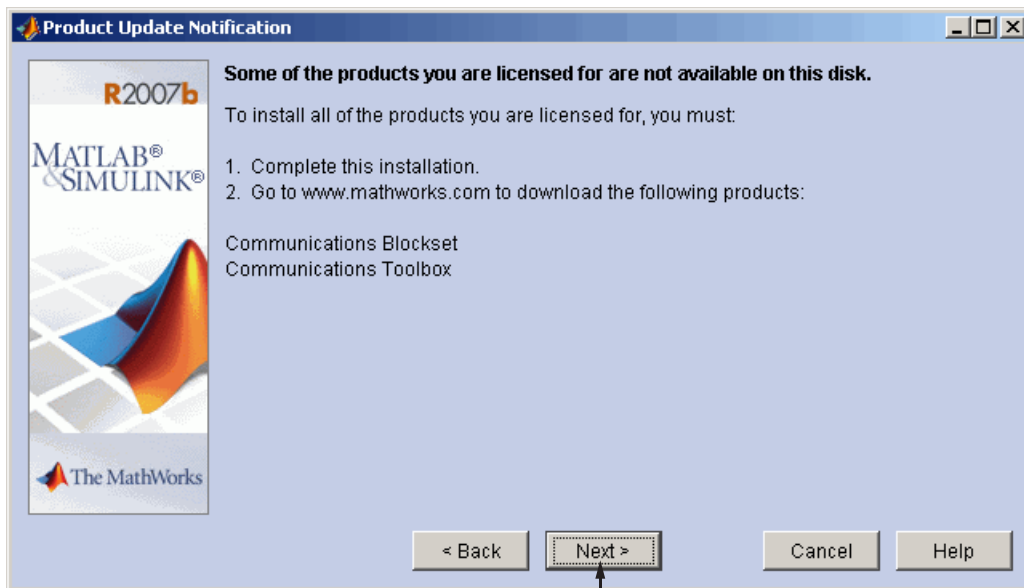 Product Update Notification
R2007b
MATLAB®
&SIMULINK®
The MathWorks
Some of the products you are licensed for are not available on this disk.
To install all of the products you are licensed for, you must:
1. Complete this installation.
2. Go to www.mathworks.com to download the following products:
Communications Blockset
Communications Toolbox
< Back
Next >
Cancel
Help